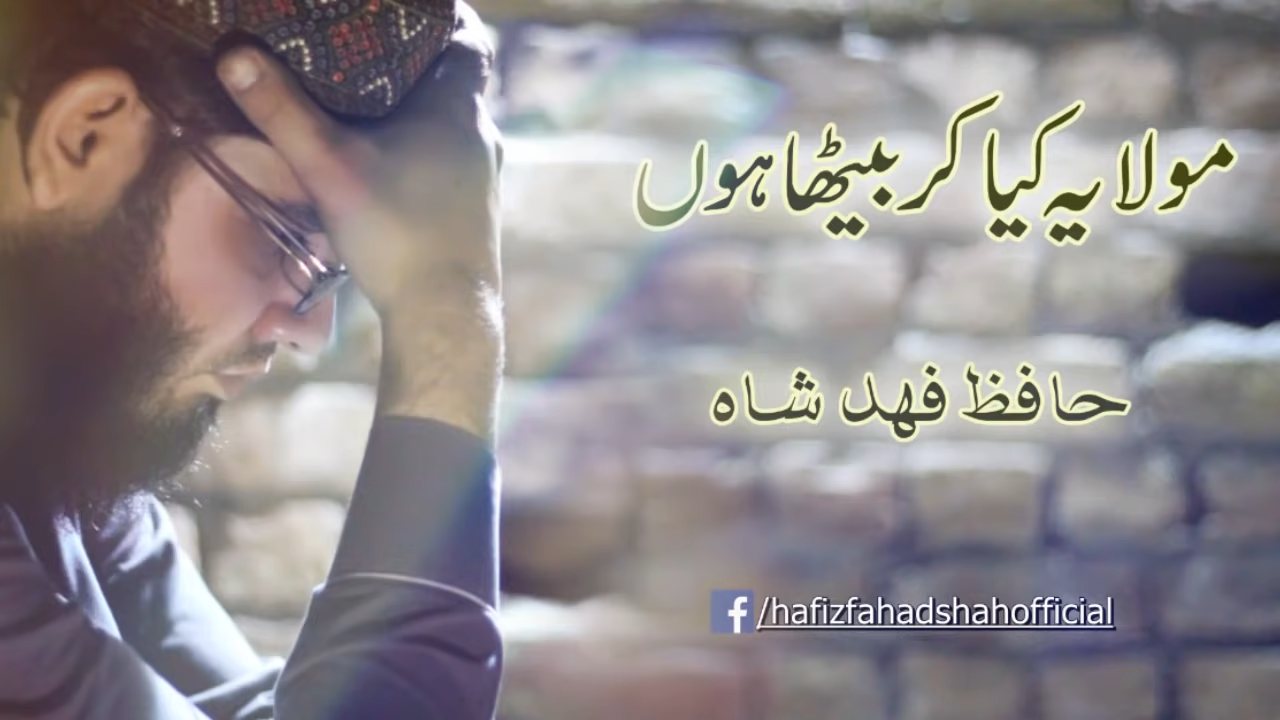 مولا یہ کیا کر بیٹھا ہوں
حافظ فہد شاہ
f/hafizfahadshahofficial